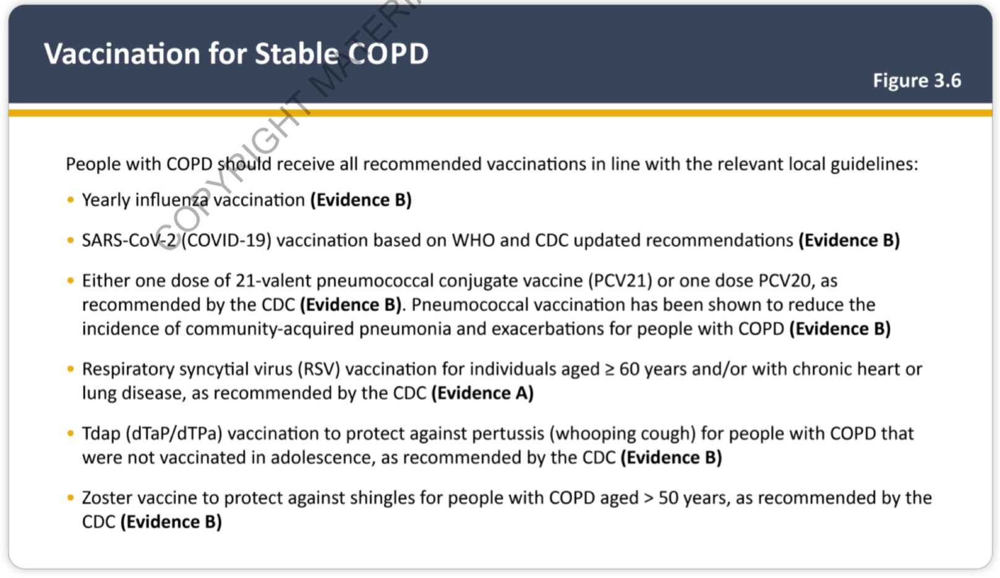 Vaccination for Stable COPD
Figure 3.6
People with COPD should receive all recommended vaccinations in line with the relevant local guidelines:
• Yearly influenza vaccination (Evidence B)
• SARS-CoV-2 (COVID-19) vaccination based on WHO and CDC updated recommendations (Evidence B)
• Either one dose of 21-valent pneumococcal conjugate vaccine (PCV21) or one dose PCV20, as
recommended by the CDC (Evidence B). Pneumococcal vaccination has been shown to reduce the
incidence of community-acquired pneumonia and exacerbations for people with COPD (Evidence B)
• Respiratory syncytial virus (RSV) vaccination for individuals aged ≥ 60 years and/or with chronic heart or
lung disease, as recommended by the CDC (Evidence A)
• Tdap (dTaP/dTPa) vaccination to protect against pertussis (whooping cough) for people with COPD that
were not vaccinated in adolescence, as recommended by the CDC (Evidence B)
• Zoster vaccine to protect against shingles for people with COPD aged > 50 years, as recommended by the
CDC (Evidence B)
COPYRIGHT